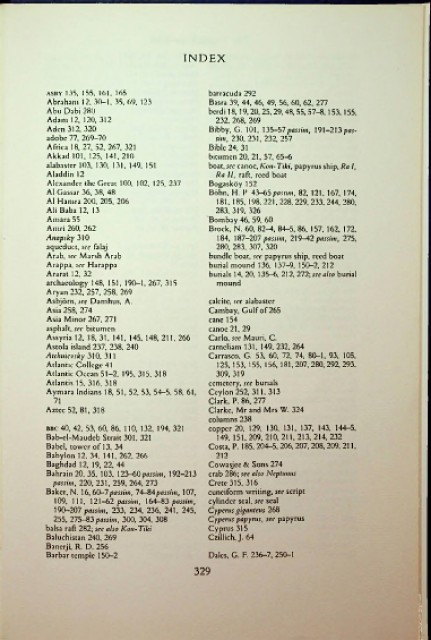 INDEX
ASBY 135, 155, 161, 165
Abraham 12, 30–1, 35, 69, 123
Abu Dabi 280
Adam 12, 120, 312
Aden 312, 320
adobe 77, 269–70
Africa 18, 27, 52, 267, 321
Akkad 101, 125, 141, 210
alabaster 103, 130, 131, 149, 151
Aladdin 12
Alexander the Great 100, 102, 125, 237
Al Gassar 36, 38, 48
Al Hamra 200, 205, 206
Ali Baba 12, 13
Amara 55
Amri 260, 262
Anapsky 310
aqueduct, see falaj
Arab, see Marsh Arab
Arappa, see Harappa
Ararat 12, 32
archaeology 148, 151, 190–1, 267, 315
Aryan 232, 257, 258, 269
Asbjörn, see Damhus, A.
Asia 258, 274
Asia Minor 267, 271
asphalt, see bitumen
Assyria 12, 18, 31, 141, 145, 148, 211, 266
Astola island 237, 238, 240
310, 311
Atlantic College 41
Atlantic Ocean 51–2, 195, 315, 318
Atlantis 15, 316, 318
Aymara Indians 18, 51, 52, 53, 54–5, 58, 61,
71
Aztec 52, 81, 318
BBC 40, 42, 53, 60, 86, 110, 132, 194, 321
Bab-el-Maudeb Strait 301, 321
Babel, tower of 13, 34
Babylon 12, 34, 141, 262, 266
Baghdad 12, 19, 22, 44
Bahrain 20, 35, 103, 125–60 passim, 192–213
passim, 220, 231, 259, 264, 273
Baker, N. 16, 60–7 passim, 74–84 passim, 107,
109, 111, 121–62 passim, 164–83 passim,
190–207 passim, 233, 234, 236, 241, 245,
255, 275–83 passim, 300, 304, 308
balsa raft 282; see also Kon-Tiki
Baluchistan 240, 269
Banerji, R. D. 256
Barbar temple 150–2
barracuda 292
Basra 39, 44, 46, 49, 56, 60, 62, 277
berdi 18, 19, 20, 25, 29, 48, 55, 57–8, 153, 155,
232, 268, 269
Bibby, G. 101, 135–57 passim, 191–213 pas-
sim, 230, 231, 232, 257
Bible 24, 31
bitumen 20, 21, 57, 65–6
boat, see canoe, Kon-Tiki, papyrus ship, Ra I,
Ra II, raft, reed boat
Bogaskoy 152
Böhn, H. P. 43–65 passim, 82, 121, 167, 174,
181, 185, 198, 221, 228, 229, 233, 244, 280,
283, 319, 326
Bombay 46, 59, 60
Brock, N. 60, 82–4, 84–5, 86, 157, 162, 172,
184, 187–207 passim, 219–42 passim, 275,
280, 283, 307, 320
bundle boat, see papyrus ship, reed boat
burial mound 136, 137–9, 150–2, 212
burials 14, 20, 135–6, 212, 272; see also burial
mound
calcite, see alabaster
Cambay, Gulf of 265
cane 154
canoe 21, 29
Carlo, see Mauri, C.
carneliam 131, 149, 232, 264
Carrasco, G. 53, 60, 72, 74, 80–1, 93, 105,
125, 153, 155, 156, 181, 207, 280, 292, 293,
309, 319
cemetery, see burials
Ceylon 252, 311, 313
Clark, P. 86, 277
Clarke, Mr and Mrs W. 324
columns 238
copper 20, 129, 130, 131, 137, 143, 144–5,
149, 151, 209, 210, 211, 213, 214, 232
Costa, P. 185, 204–5, 206, 207, 208, 209, 211,
212
Cowasjee & Sons 274
crab 286; see also Neptunus
Crete 315, 316
cuneiform writing, see script
cylinder seal, see seal
Cyperus giganteus 268
Cyperus papyrus, see papyrus
Cyprus 315
Czillich, J. 64
Dales, G. F. 236–7, 250–1
329